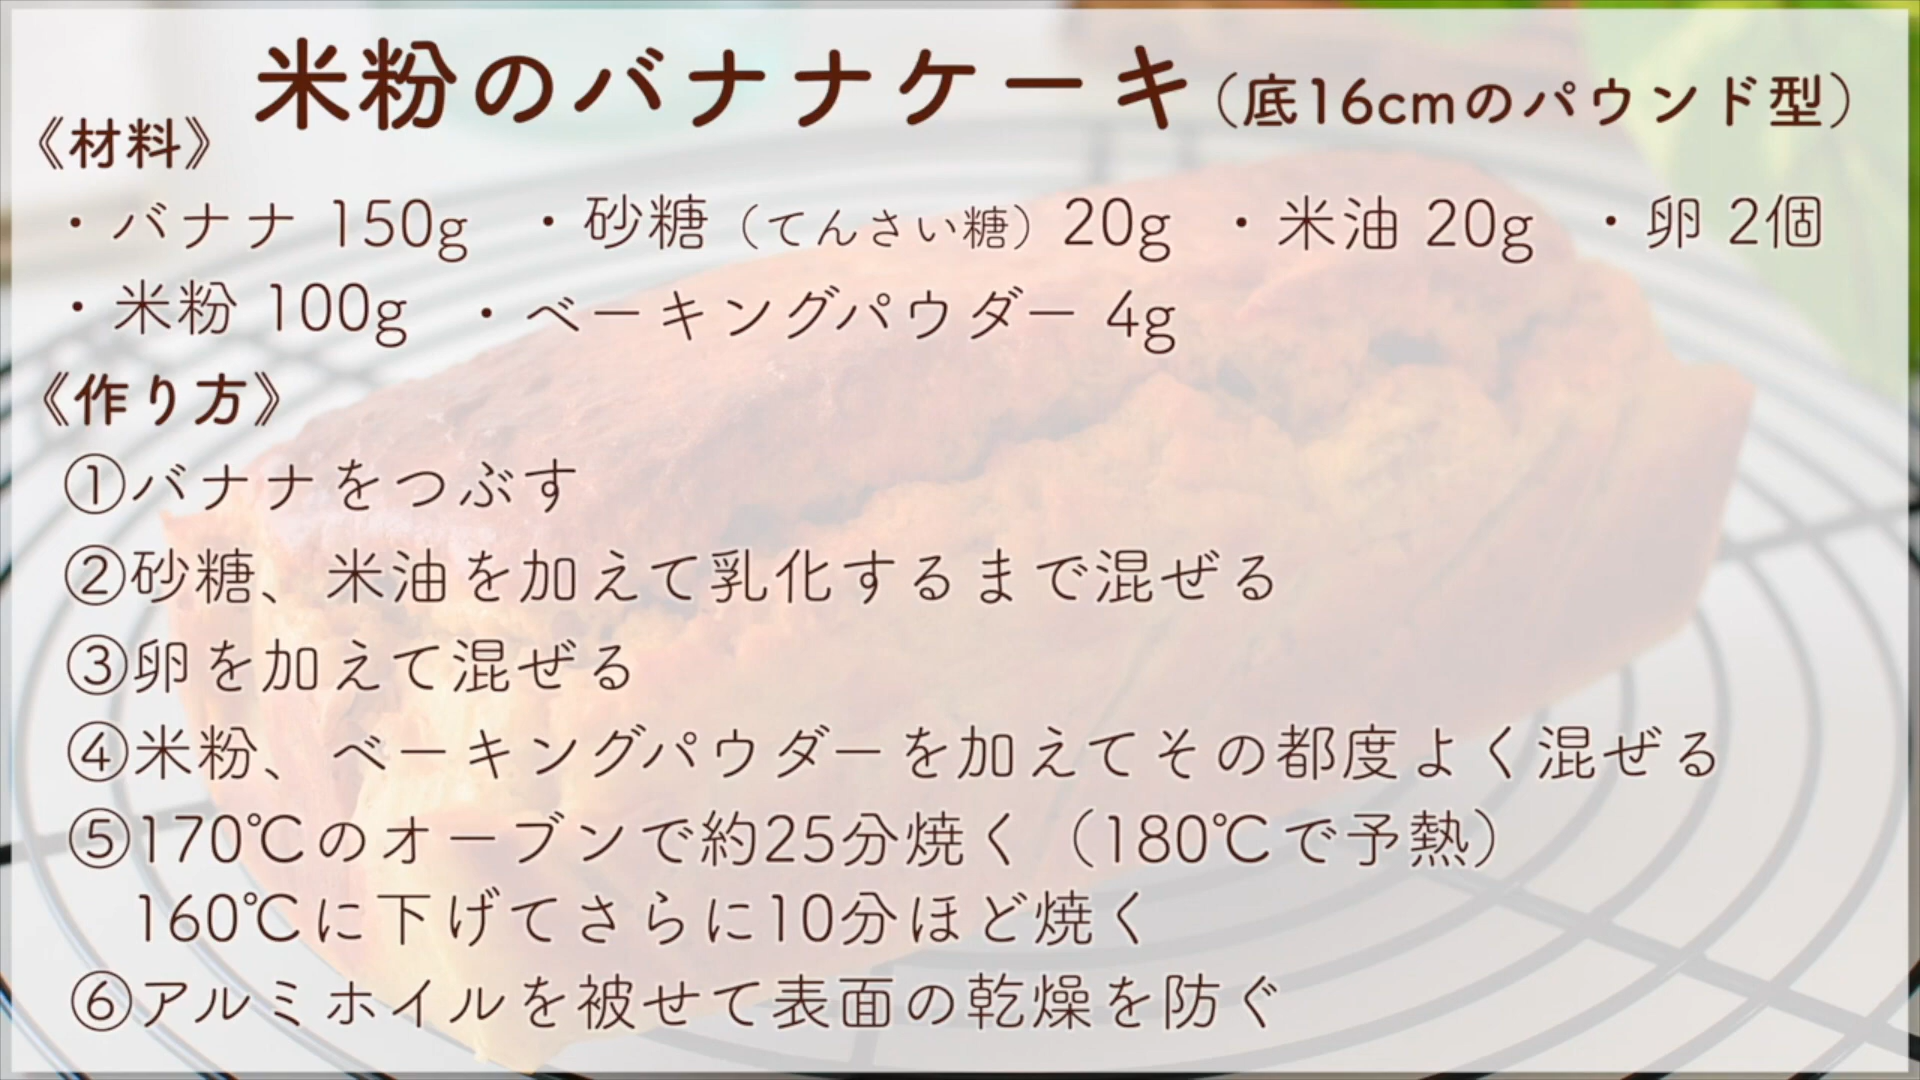 米粉のバナナケーキ（底16cmのパウンド型）
《材料》
・バナナ 150g ・砂糖（てんさい糖）20g ・米油 20g ・卵 2個
・米粉 100g ・ベーキングパウダー 4g
《作り方》
①バナナをつぶす
②砂糖、米油を加えて乳化するまで混ぜる
③卵を加えて混ぜる
④米粉、ベーキングパウダーを加えてその都度よく混ぜる
⑤170℃のオーブンで約25分焼く（180℃で予熱）
160℃に下げてさらに10分ほど焼く
⑥アルミホイルを被せて表面の乾燥を防ぐ